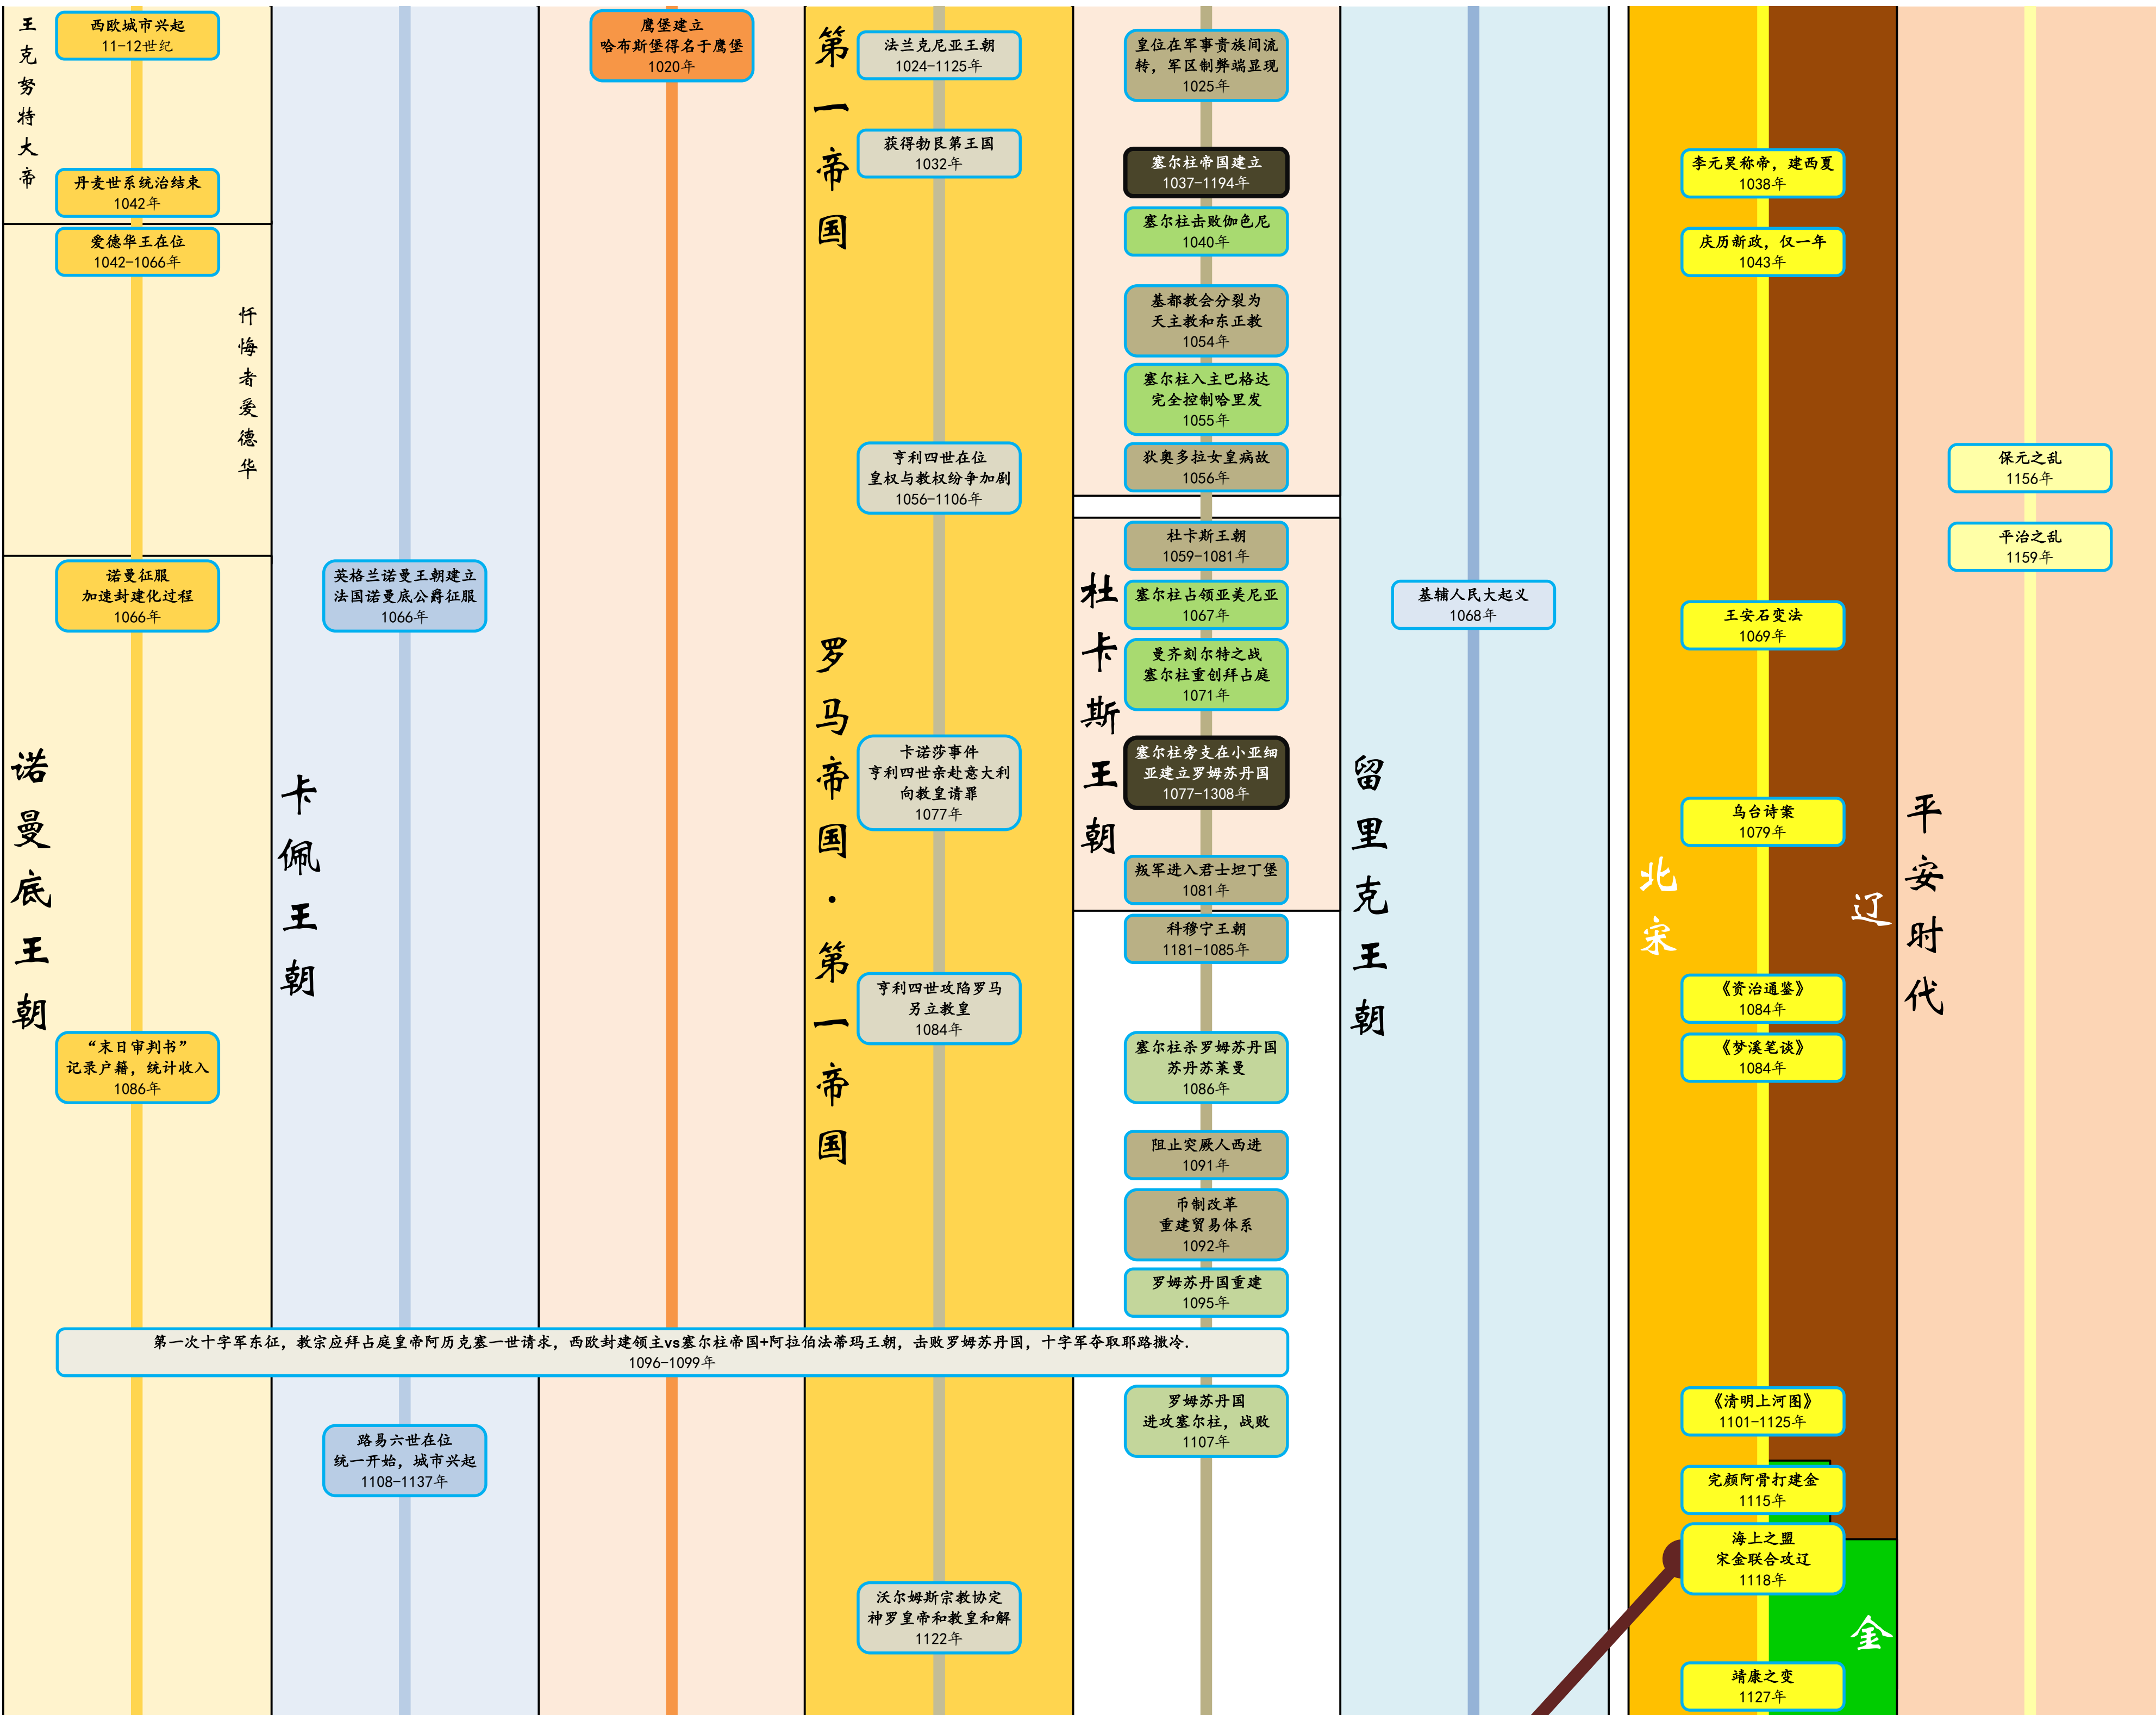 王克努特大帝
西欧城市兴起
11-12世纪
丹麦世系统治结束
1042年
爱德华王在位
1042-1066年
忏悔者爱德华
诺曼征服
加速封建化过程
1066年
诺曼底王朝
“末日审判书”
记录户籍，统计收入
1086年
英格兰诺曼王朝建立
法国诺曼底公爵征服
1066年
卡佩王朝
路易六世在位
统一开始，城市兴起
1108-1137年
鹰堡建立
哈布斯堡得名于鹰堡
1020年
第一帝国
法兰克尼亚王朝
1024-1125年
获得勃艮第王国
1032年
亨利四世在位
皇权与教权纷争加剧
1056-1106年
罗马帝国·第一帝国
卡诺莎事件
亨利四世亲赴意大利
向教皇请罪
1077年
亨利四世攻陷罗马
另立教皇
1084年
沃尔姆斯宗教协定
神罗皇帝和教皇和解
1122年
皇位在军事贵族间流
转，军区制弊端显现
1025年
塞尔柱帝国建立
1037-1194年
塞尔柱击败伽色尼
1040年
基都教会分裂为
天主教和东正教
1054年
塞尔柱入主巴格达
完全控制哈里发
1055年
狄奥多拉女皇病故
1056年
杜卡斯王朝
1059-1081年
杜卡斯王朝
塞尔柱占领亚美尼亚
1067年
曼齐刻尔特之战
塞尔柱重创拜占庭
1071年
塞尔柱旁支在小亚细
亚建立罗姆苏丹国
1077-1308年
叛军进入君士坦丁堡
1081年
科穆宁王朝
1181-1085年
塞尔柱杀罗姆苏丹国
苏丹苏莱曼
1086年
阻止突厥人西进
1091年
币制改革
重建贸易体系
1092年
罗姆苏丹国重建
1095年
第一次十字军东征，教宗应拜占庭皇帝阿历克塞一世请求，西欧封建领主vs塞尔柱帝国+阿拉伯法蒂玛王朝，击败罗姆苏丹国，十字军夺取耶路撒冷.
1096-1099年
罗姆苏丹国
进攻塞尔柱，战败
1107年
基辅人民大起义
1068年
留里克王朝
李元昊称帝，建西夏
1038年
庆历新政，仅一年
1043年
王安石变法
1069年
乌台诗案
1079年
北宋
辽
《资治通鉴》
1084年
《梦溪笔谈》
1084年
《清明上河图》
1101-1125年
完颜阿骨打建金
1115年
海上之盟
宋金联合攻辽
1118年
金
靖康之变
1127年
保元之乱
1156年
平治之乱
1159年
平安时代